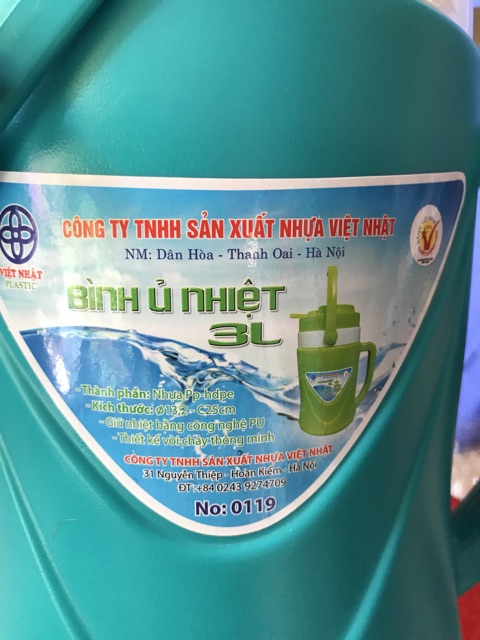 CÔNG TY TNHH SẢN XUẤT NHỰA VIỆT NHẬT
NM: Dân Hòa - Thanh Oai - Hà Nội
VIỆT NHẬT
PLASTIC
BÌNH Ủ NHIỆT
3L
-Thành phần: Nhựa Pp-hdpe
- Kích thước: Ø13,2 - C25cm
- Giữ nhiệt bằng công nghệ PU
- Thiết kế vòi chảy thông minh
CÔNG TY TNHH SẢN XUẤT NHỰA VIỆT NHẬT
31 Nguyễn Thiệp - Hoàn Kiếm - Hà Nội
ĐT:+84 0243 9274709
No: 0119